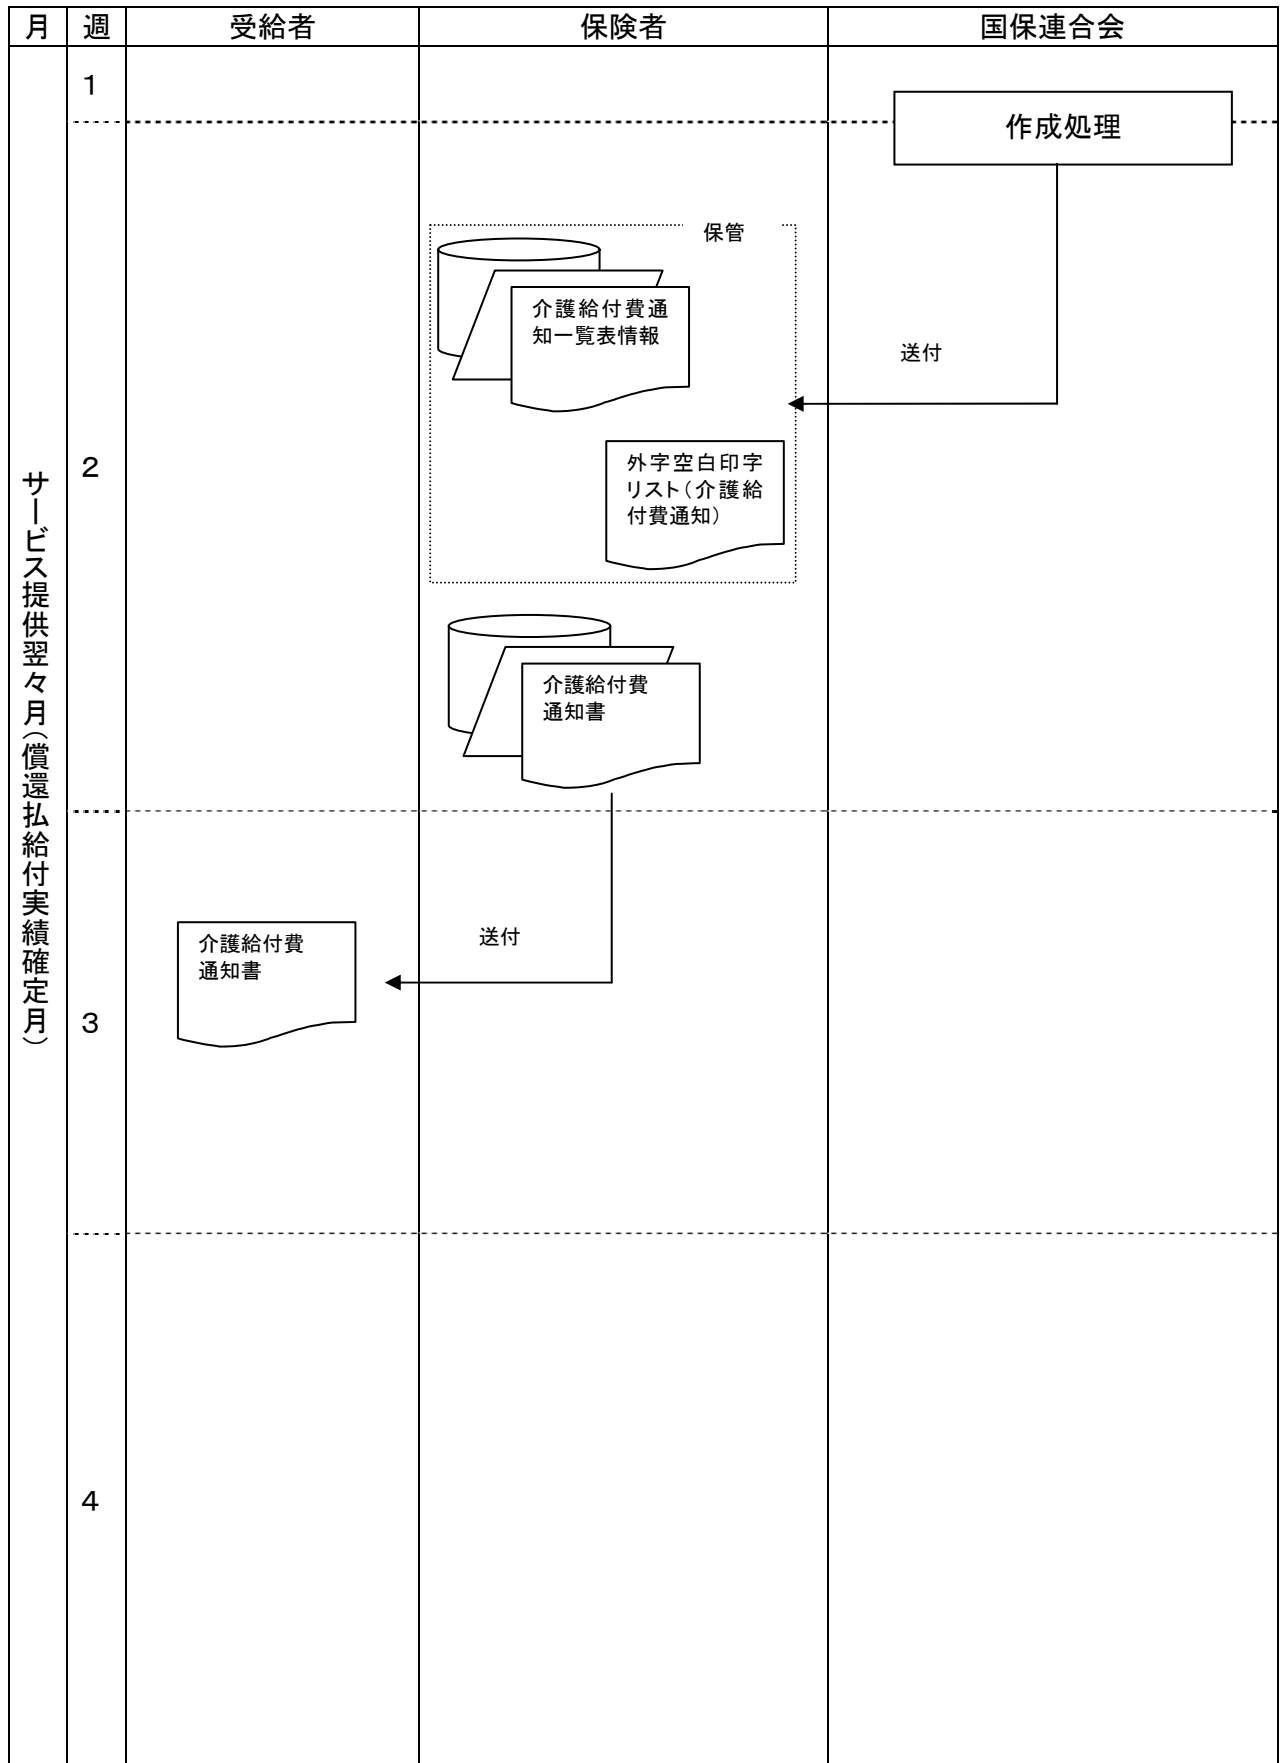 月
週
受給者
保険者
国保連合会
1
作成処理
保管
介護給付費通
知一覧表情報
送付
サービス提供翌々月（償還払給付実績確定月）
2
外字空白印字
リスト（介護給
付費通知）
介護給付費
通知書
送付
介護給付費
通知書
3
4